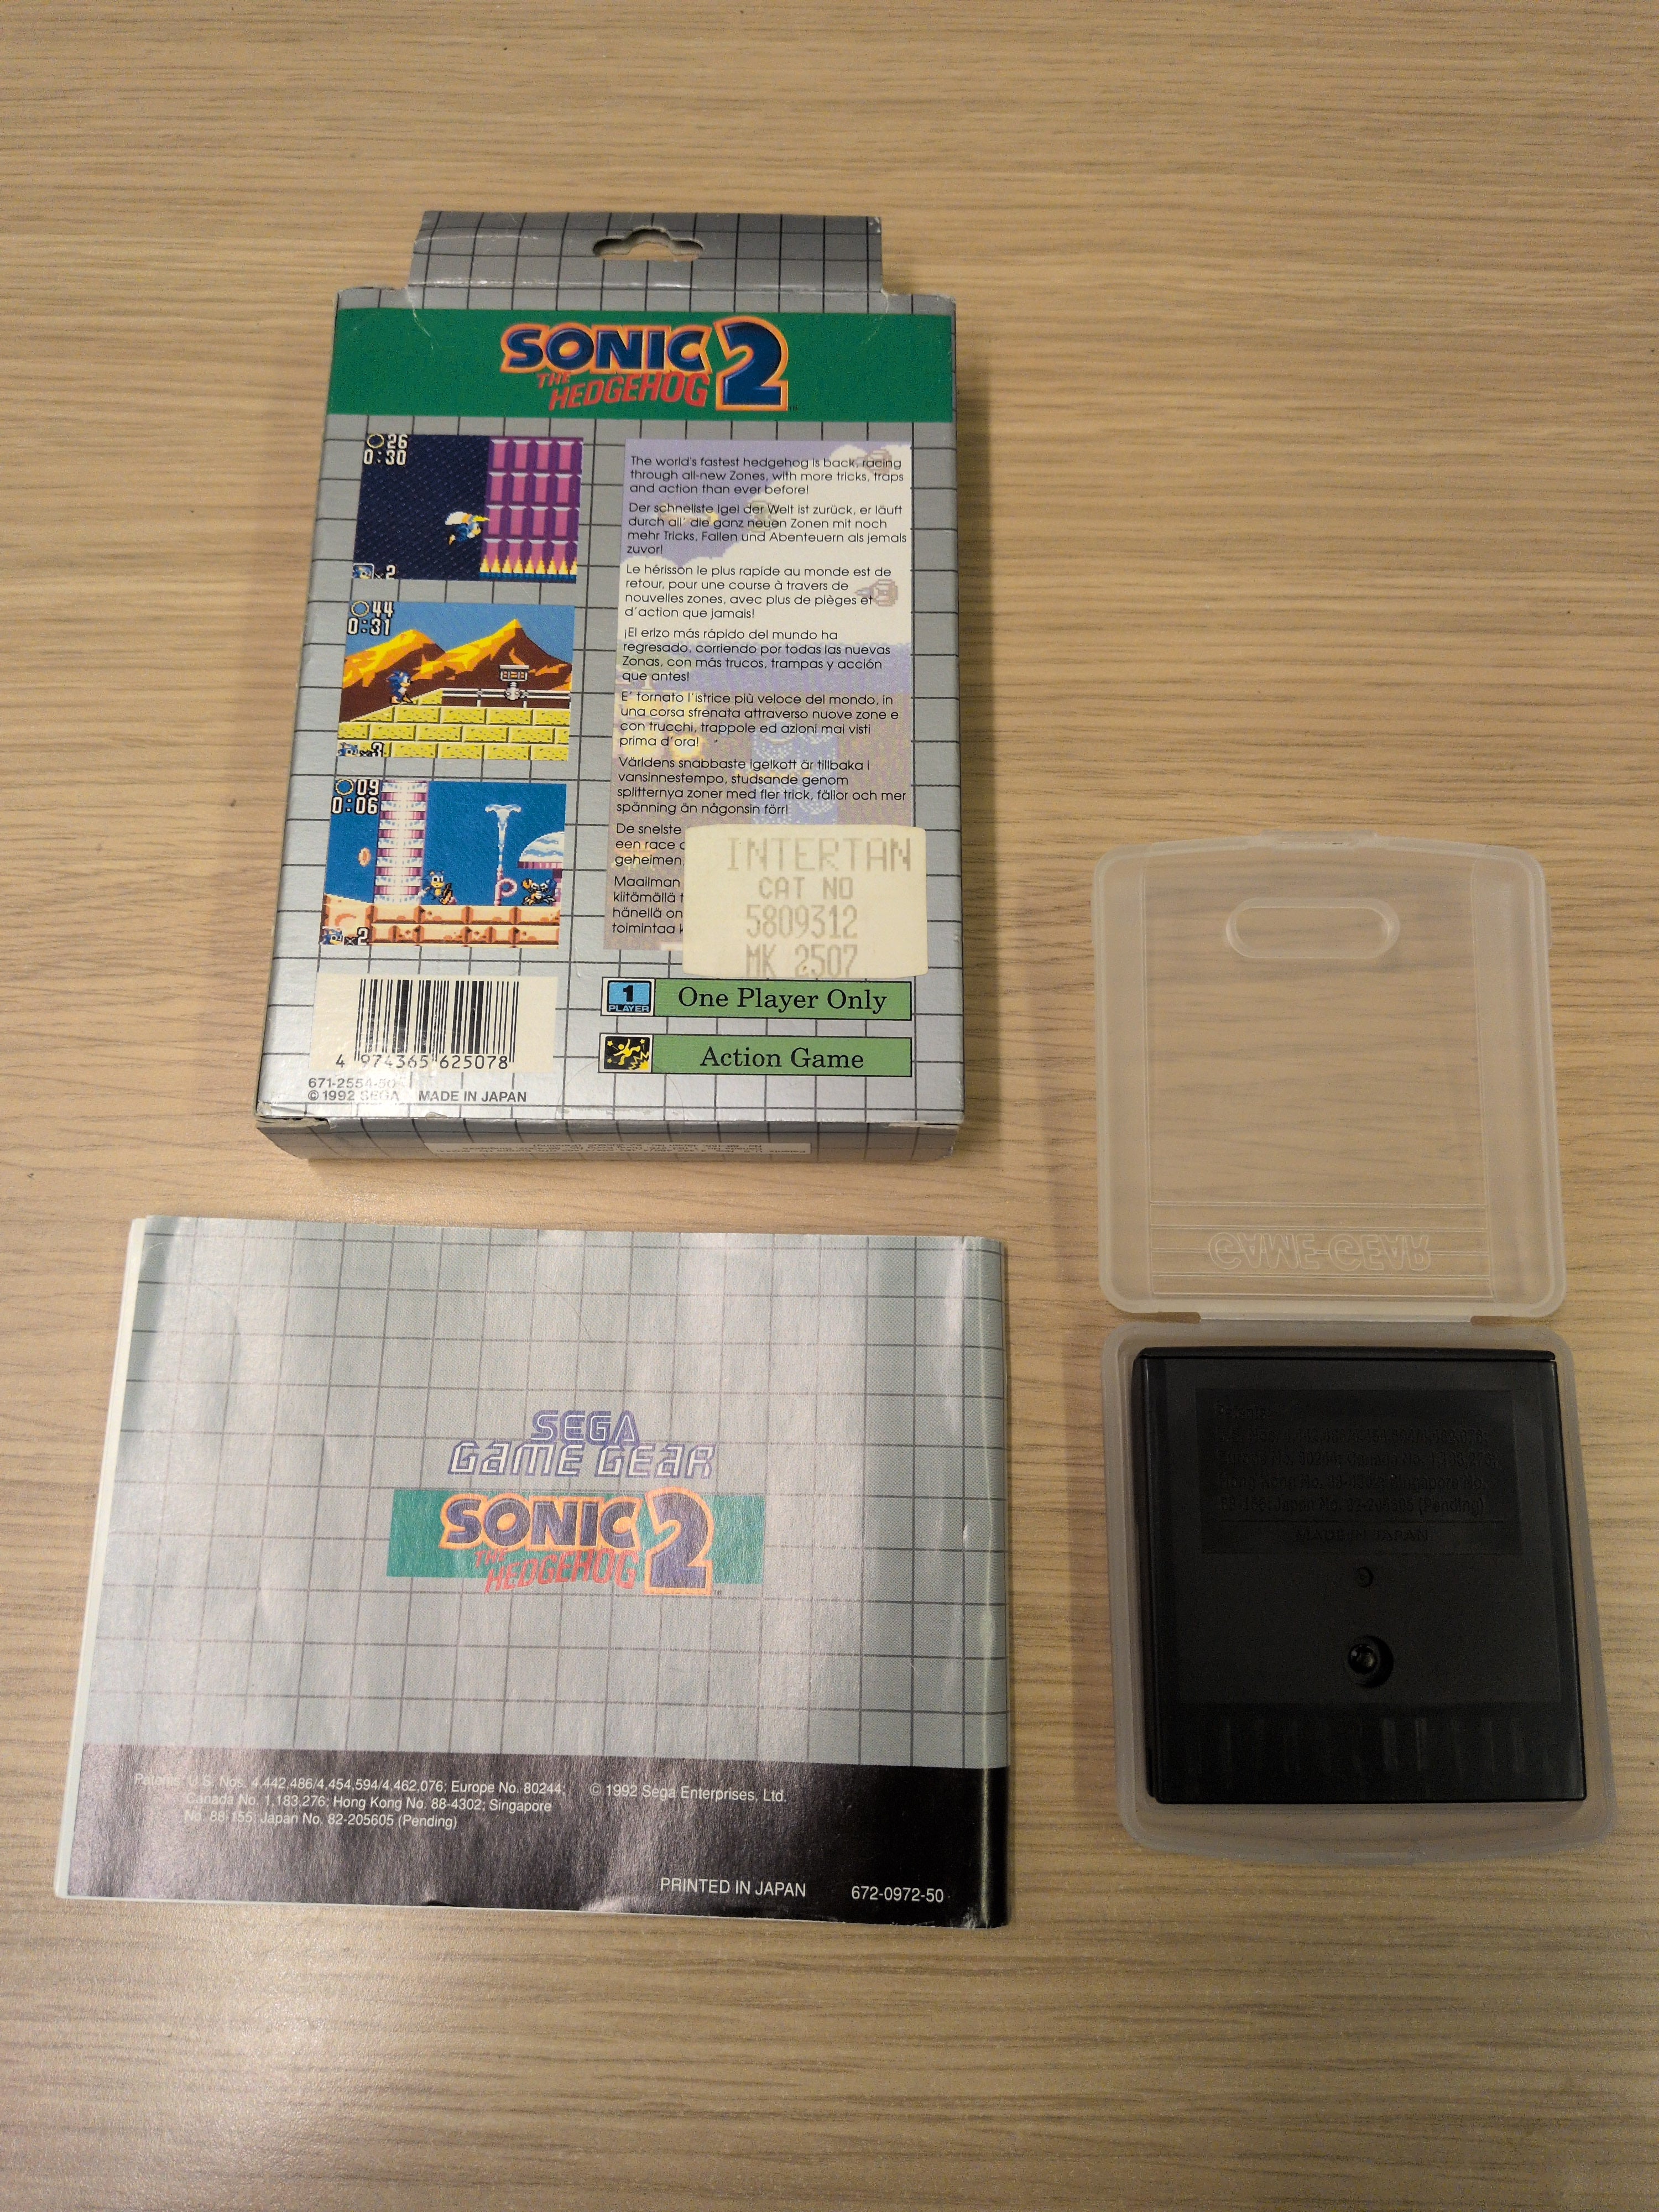 SONIC
THE
HEDGEHOG
2
TM
26
0:30
×2
44
0:31
×3
09
0:06
×2
The world's fastest hedgehog is back, racing
through all-new Zones, with more tricks, traps
and action than ever before!
Der schnellste Igel der Welt ist zurück, er läuft
durch all' die ganz neuen Zonen mit noch
mehr Tricks, Fallen und Abenteuern als jemals
zuvor!
Le hérisson le plus rapide au monde est de
retour, pour une course à travers de
nouvelles zones, avec plus de pièges et
d'action que jamais!
¡El erizo más rápido del mundo ha
regresado, corriendo por todas las nuevas
Zonas, con más trucos, trampas y acción
que antes!
E' tornato l'istrice più veloce del mondo, in
una corsa sfrenata attraverso nuove zone e
con trucchi, trappole ed azioni mai visti
prima d'ora!
Världens snabbaste igelkott är tillbaka i
vansinnestempo, studsande genom
splitternya zoner med fler trick, fällor och mer
spänning än någonsin förr!
De snelste
een race
geheimen,
Maailman
kiitämällä
hänellä on
toimintaa
INTERTAN
CAT NO
5809312
MK 2507
1
PLAYER
One Player Only
Action Game
4 974365 625078
671-2554-50
© 1992 SEGA MADE IN JAPAN
GAME GEAR
SEGA
GAME GEAR
SONIC
THE
HEDGEHOG
2
TM
Patents: U.S. Nos. 4,442,486/4,454,594/4,462,076; Europe No. 80244;
Canada No. 1,183,276; Hong Kong No. 88-4302; Singapore
No. 88-155; Japan No. 82-205605 (Pending)
© 1992 Sega Enterprises, Ltd.
PRINTED IN JAPAN 672-0972-50
Singapore No.
Japan No. (Pending)
MADE IN JAPAN